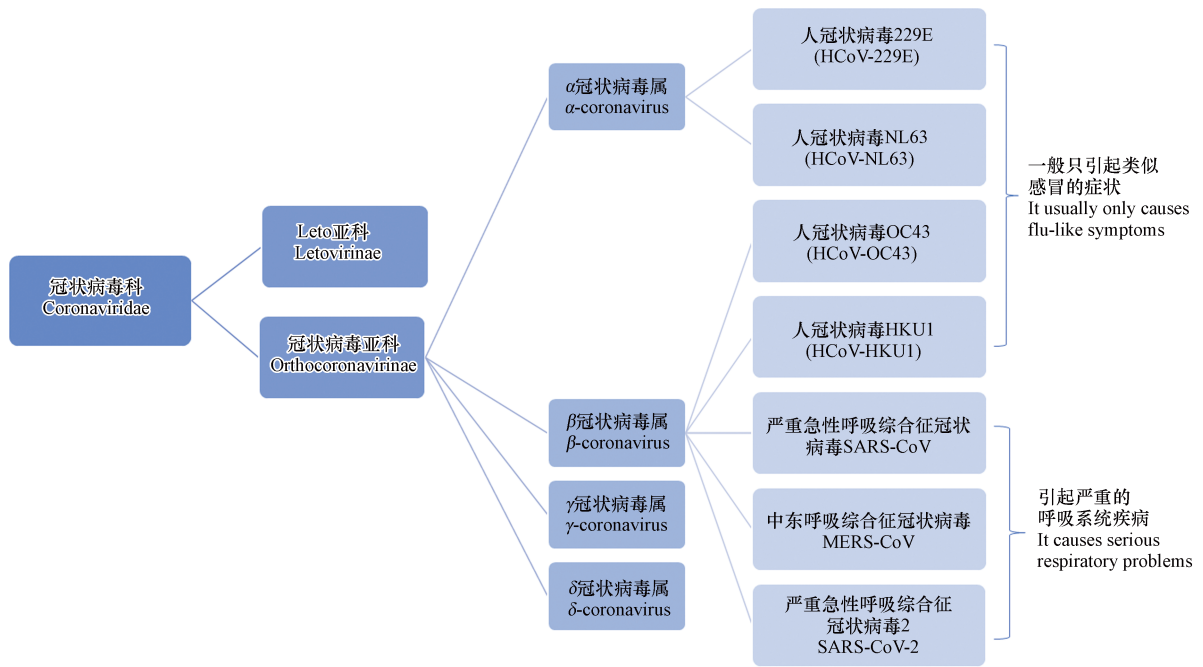 冠状病毒科
Coronaviridae
Leto亚科
Letovirinae
冠状病毒亚科
Orthocoronavirinae
α冠状病毒属
α-coronavirus
β冠状病毒属
β-coronavirus
γ冠状病毒属
γ-coronavirus
δ冠状病毒属
δ-coronavirus
人冠状病毒229E
(HCoV-229E)
人冠状病毒NL63
(HCoV-NL63)
人冠状病毒OC43
(HCoV-OC43)
人冠状病毒HKU1
(HCoV-HKU1)
严重急性呼吸综合征冠状
病毒SARS-CoV
中东呼吸综合征冠状病毒
MERS-CoV
严重急性呼吸综合征
冠状病毒2
SARS-CoV-2
一般只引起类似
感冒的症状
It usually only causes
flu-like symptoms
引起严重的
呼吸系统疾病
It causes serious
respiratory problems